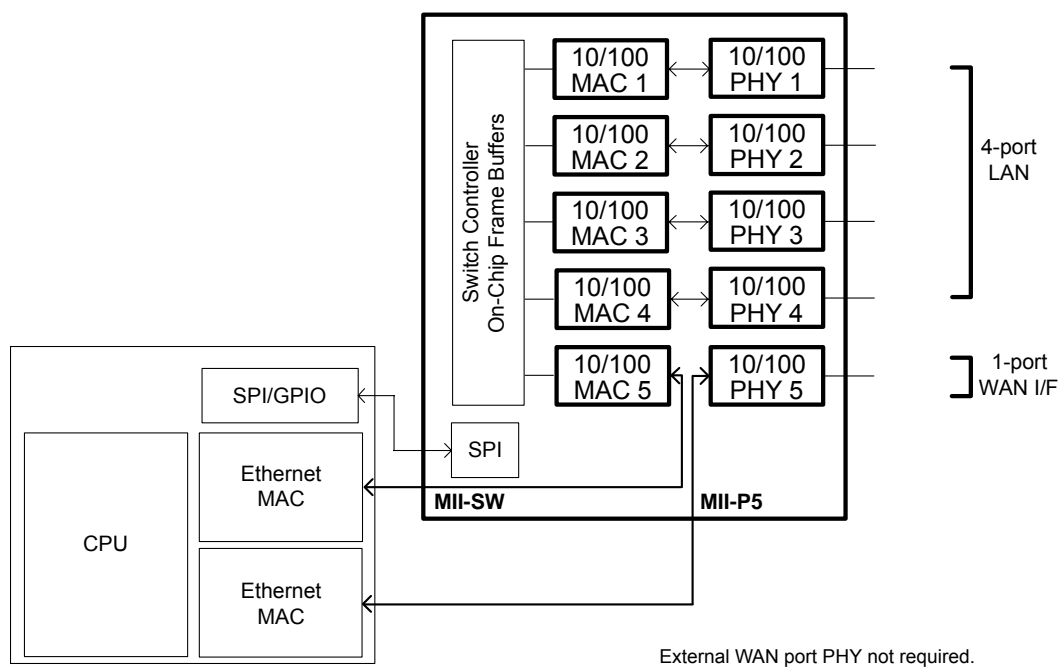 Switch Controller
On-Chip Frame Buffers
10/100
MAC 1
10/100
PHY 1
10/100
MAC 2
10/100
PHY 2
10/100
MAC 3
10/100
PHY 3
10/100
MAC 4
10/100
PHY 4
10/100
MAC 5
10/100
PHY 5
4-port
LAN
1-port
WAN I/F
SPI/GPIO
SPI
Ethernet
MAC
MII-SW
MII-P5
CPU
Ethernet
MAC
External WAN port PHY not required.